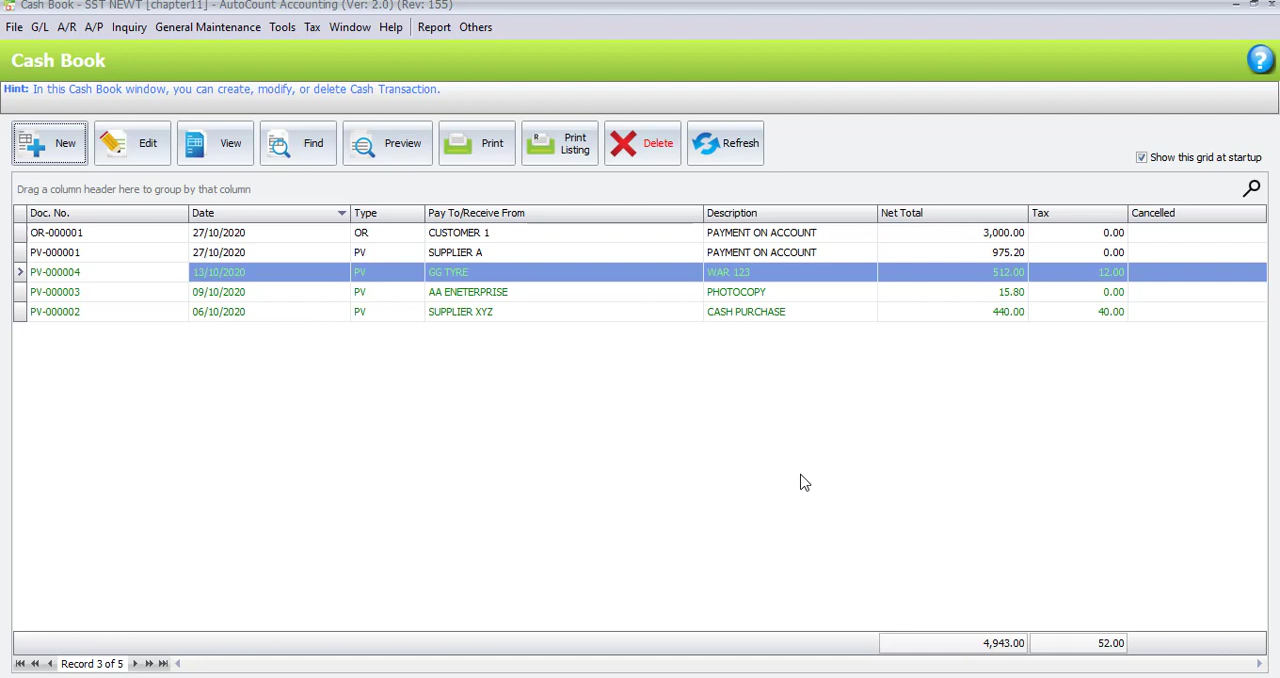 Cash Book - SST NEWT [chapter11] - AutoCount Accounting (Ver: 2.0) (Rev: 155)
File G/L A/R A/P Inquiry General Maintenance Tools Tax Window Help Report Others
Cash Book
?
Hint: In this Cash Book window, you can create, modify, or delete Cash Transaction.
New Edit View Find Preview Print Print Listing Delete Refresh
Show this grid at startup
Drag a column header here to group by that column
Doc. No. Date Type Pay To/Receive From Description Net Total Tax Cancelled
OR-000001 27/10/2020 OR CUSTOMER 1 PAYMENT ON ACCOUNT 3,000.00 0.00
PV-000001 27/10/2020 PV SUPPLIER A PAYMENT ON ACCOUNT 975.20 0.00
PV-000004 13/10/2020 PV GG TYRE WAR 123 512.00 12.00
PV-000003 09/10/2020 PV AA ENETERPRISE PHOTOCOPY 15.80 0.00
PV-000002 06/10/2020 PV SUPPLIER XYZ CASH PURCHASE 440.00 40.00
4,943.00 52.00
Record 3 of 5